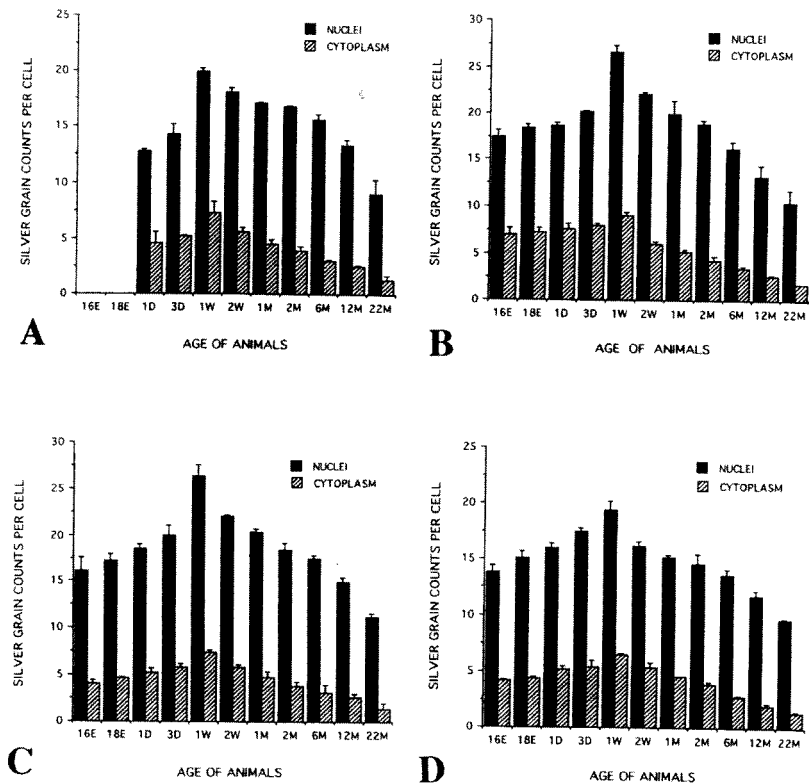 25
20
15
10
5
0
SILVER GRAIN COUNTS PER CELL
NUCLEI
CYTOPLASM
16E 18E 1D 3D 1W 2W 1M 2M 6M 12M 22M
AGE OF ANIMALS
A
30
25
20
15
10
5
0
SILVER GRAIN COUNTS PER CELL
NUCLEI
CYTOPLASM
16E 18E 1D 3D 1W 2W 1M 2M 6M 12M 22M
AGE OF ANIMALS
B
30
25
20
15
10
5
0
SILVER GRAIN COUNTS PER CELL
NUCLEI
CYTOPLASM
16E 18E 1D 3D 1W 2W 1M 2M 6M 12M 22M
AGE OF ANIMALS
C
25
20
15
10
5
0
SILVER GRAIN COUNTS PER CELL
NUCLEI
CYTOPLASM
16E 18E 1D 3D 1W 2W 1M 2M 6M 12M 22M
AGE OF ANIMALS
D